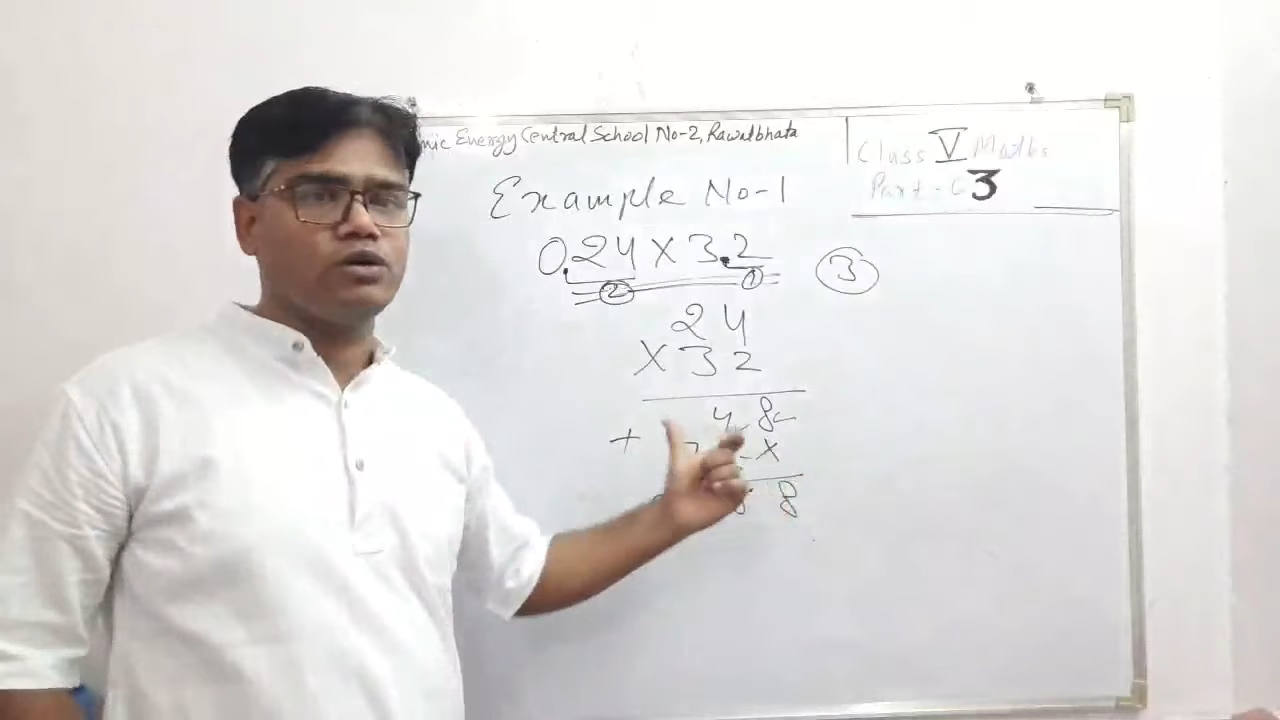 mic Energy Central School No-2, Rawatbhata
Class V Maths
Part-
3
Example No-1
0.24 X 3.2
2 1
3
24
X 32
48
+ X
8